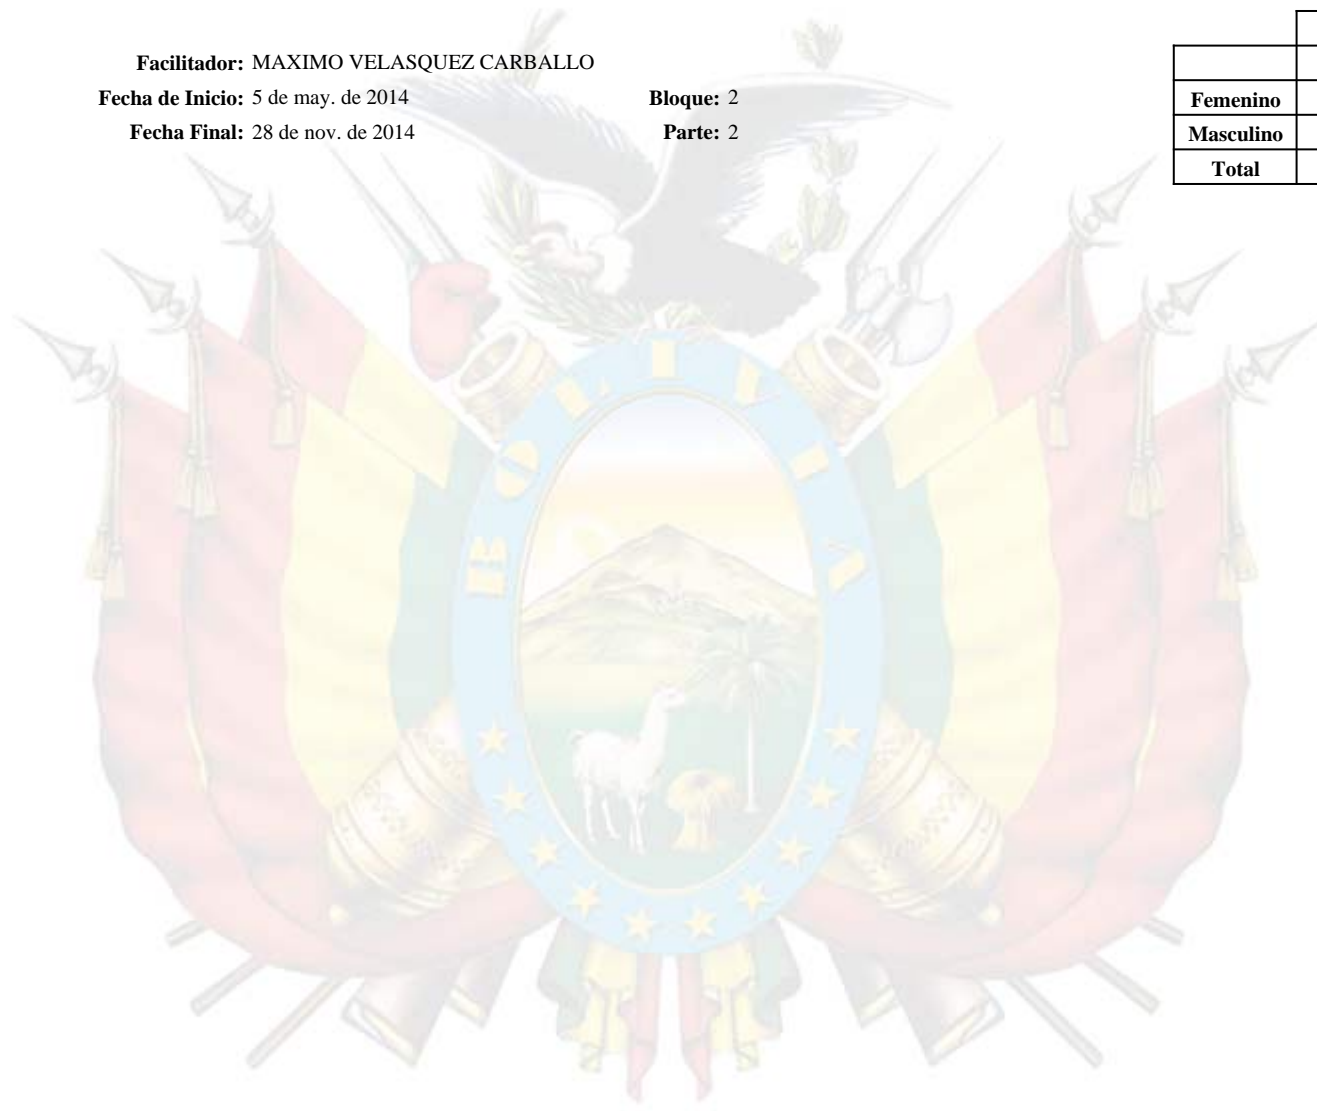 Facilitador: MAXIMO VELASQUEZ CARBALLO
Fecha de Inicio: 5 de may. de 2014 Bloque: 2
Fecha Final: 28 de nov. de 2014 Parte: 2
Femenino
Masculino
Total
BOLIVIA